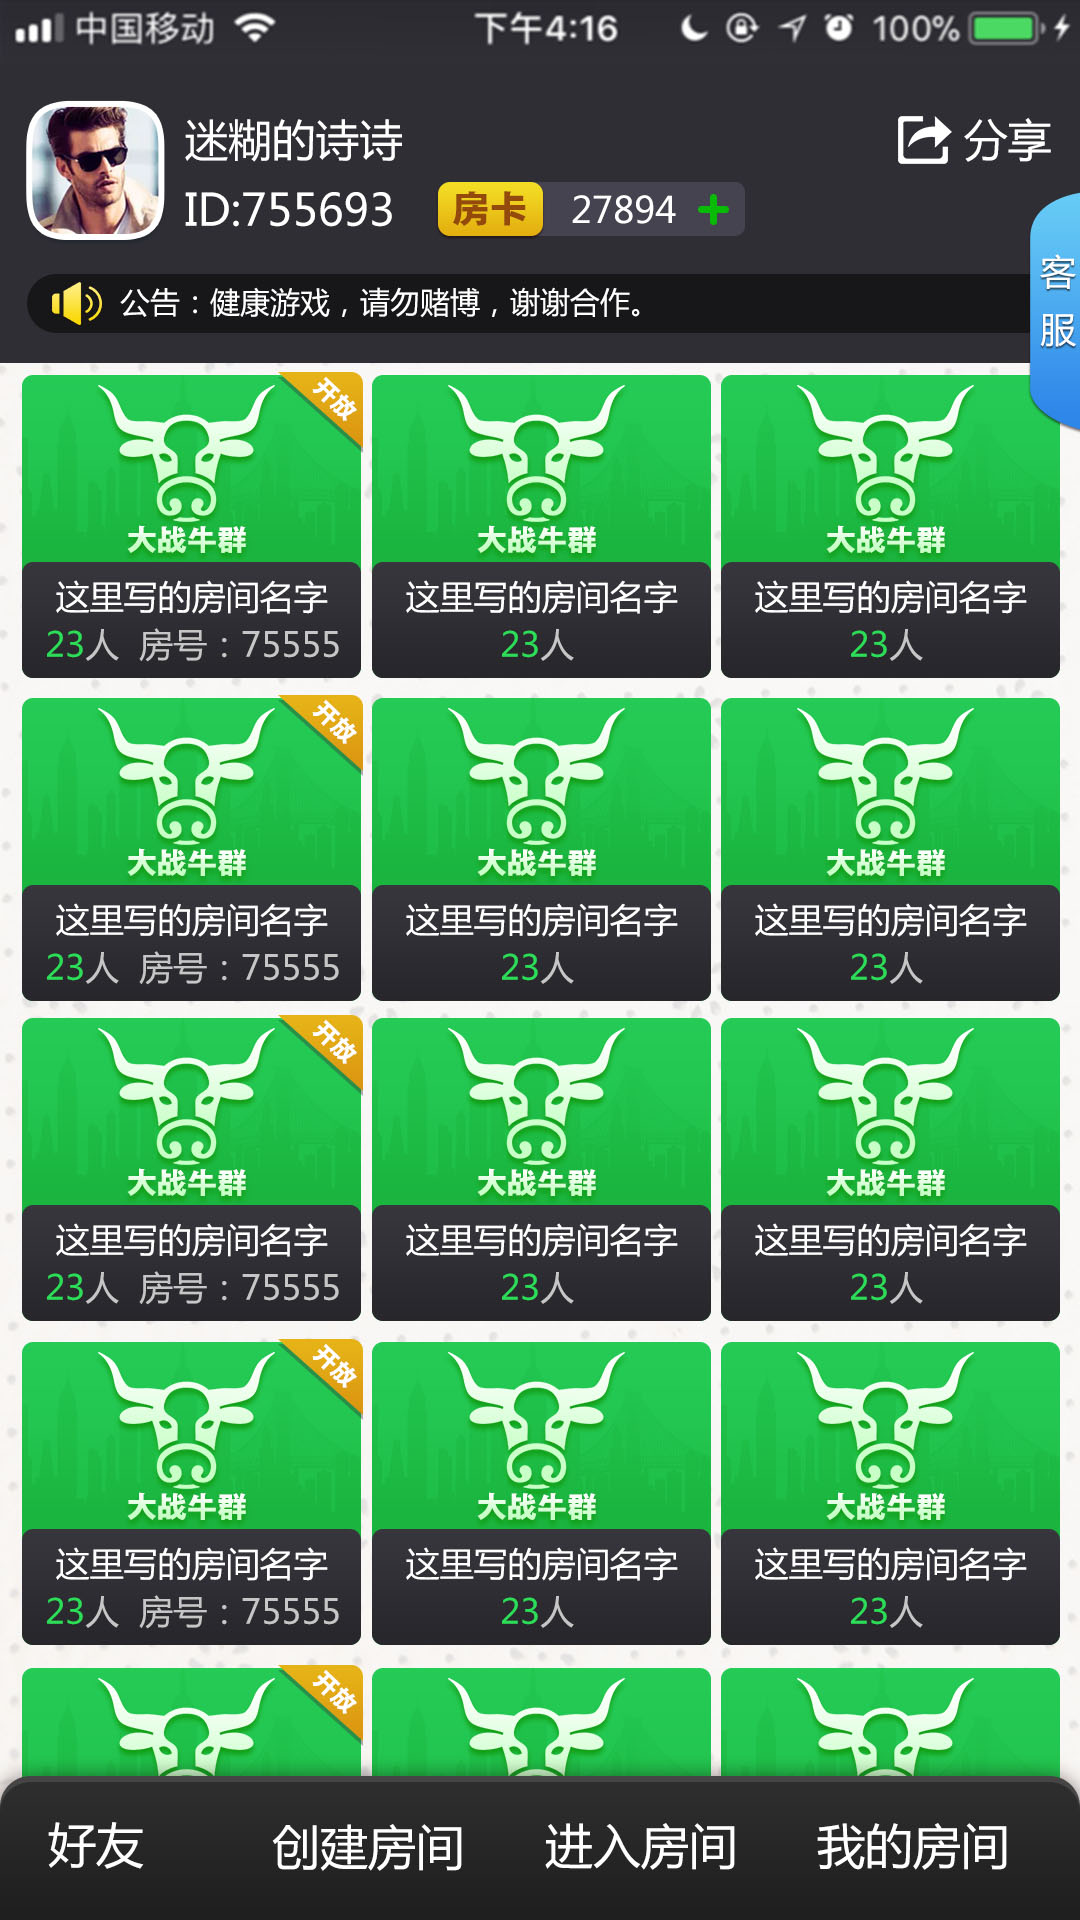 中国移动 下午4:16 100%
迷糊的诗诗
分享
ID:755693 房卡 27894
客服
公告：健康游戏，请勿赌博，谢谢合作。
开放
大战牛群 大战牛群 大战牛群
这里写的房间名字 这里写的房间名字 这里写的房间名字
23人 房号：75555 23人 23人
开放
大战牛群 大战牛群 大战牛群
这里写的房间名字 这里写的房间名字 这里写的房间名字
23人 房号：75555 23人 23人
开放
大战牛群 大战牛群 大战牛群
这里写的房间名字 这里写的房间名字 这里写的房间名字
23人 房号：75555 23人 23人
开放
大战牛群 大战牛群 大战牛群
这里写的房间名字 这里写的房间名字 这里写的房间名字
23人 房号：75555 23人 23人
开放
好友 创建房间 进入房间 我的房间